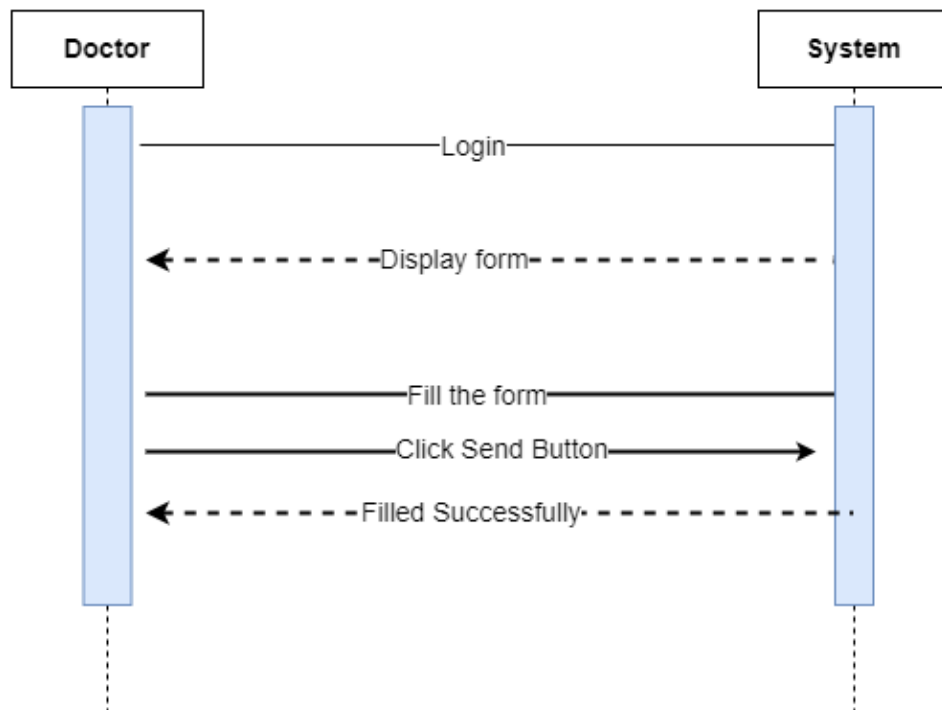 Doctor
System
Login
Display form
Fill the form
Click Send Button
Filled Successfully